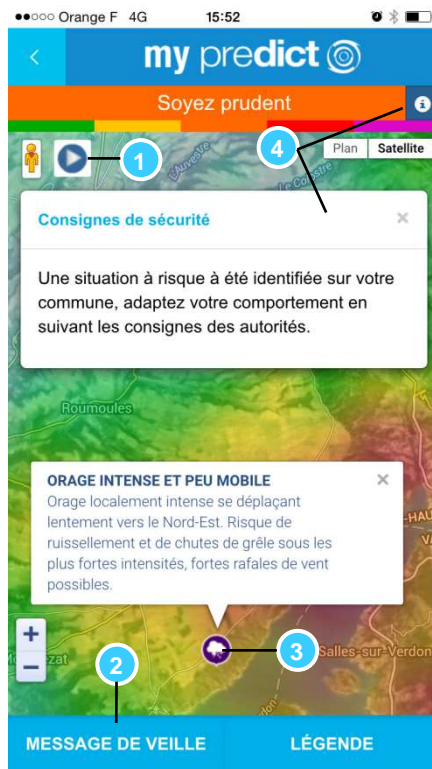 Orange F 4G 15:52
my predict
Soyez prudent
1
4
Plan Satellite
L'Auvestre
Le Colostre
Consignes de sécurité
Une situation à risque à été identifiée sur votre
commune, adaptez votre comportement en
suivant les consignes des autorités.
Roumoules
ORAGE INTENSE ET PEU MOBILE
Orage localement intense se déplaçant
lentement vers le Nord-Est. Risque de
ruissellement et de chutes de grêle sous les
plus fortes intensités, fortes rafales de vent
possibles.
+
−
2
3
Salles-sur-Verdon
MESSAGE DE VEILLE LÉGENDE